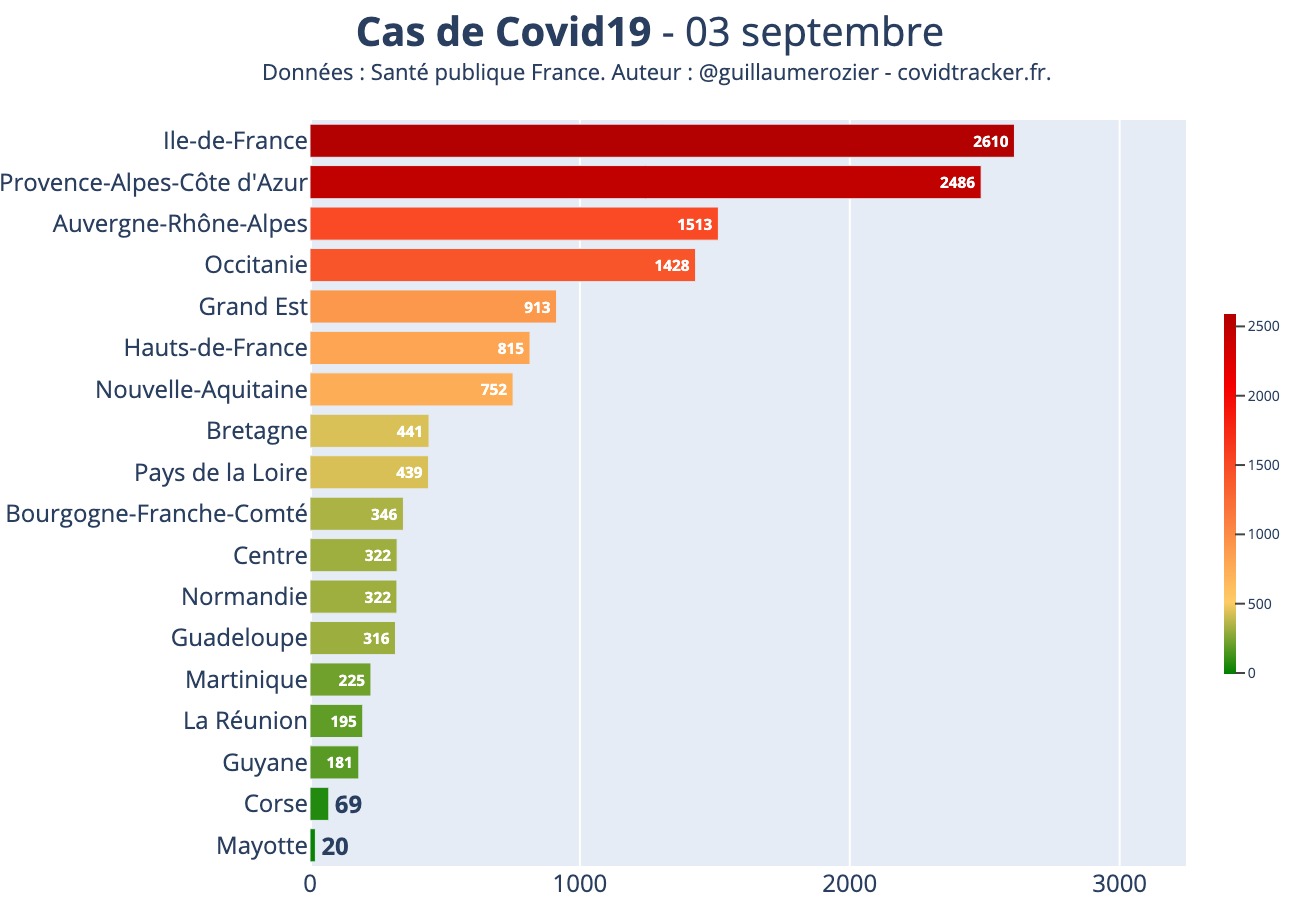 Cas de Covid19 - 03 septembre
Données : Santé publique France. Auteur : @guillaumerozier - covidtracker.fr.
Ile-de-France 2610
Provence-Alpes-Côte d'Azur 2486
Auvergne-Rhône-Alpes 1513
Occitanie 1428
Grand Est 913
Hauts-de-France 815
Nouvelle-Aquitaine 752
Bretagne 441
Pays de la Loire 439
Bourgogne-Franche-Comté 346
Centre 322
Normandie 322
Guadeloupe 316
Martinique 225
La Réunion 195
Guyane 181
Corse 69
Mayotte 20
0 1000 2000 3000
2500
2000
1500
1000
500
0